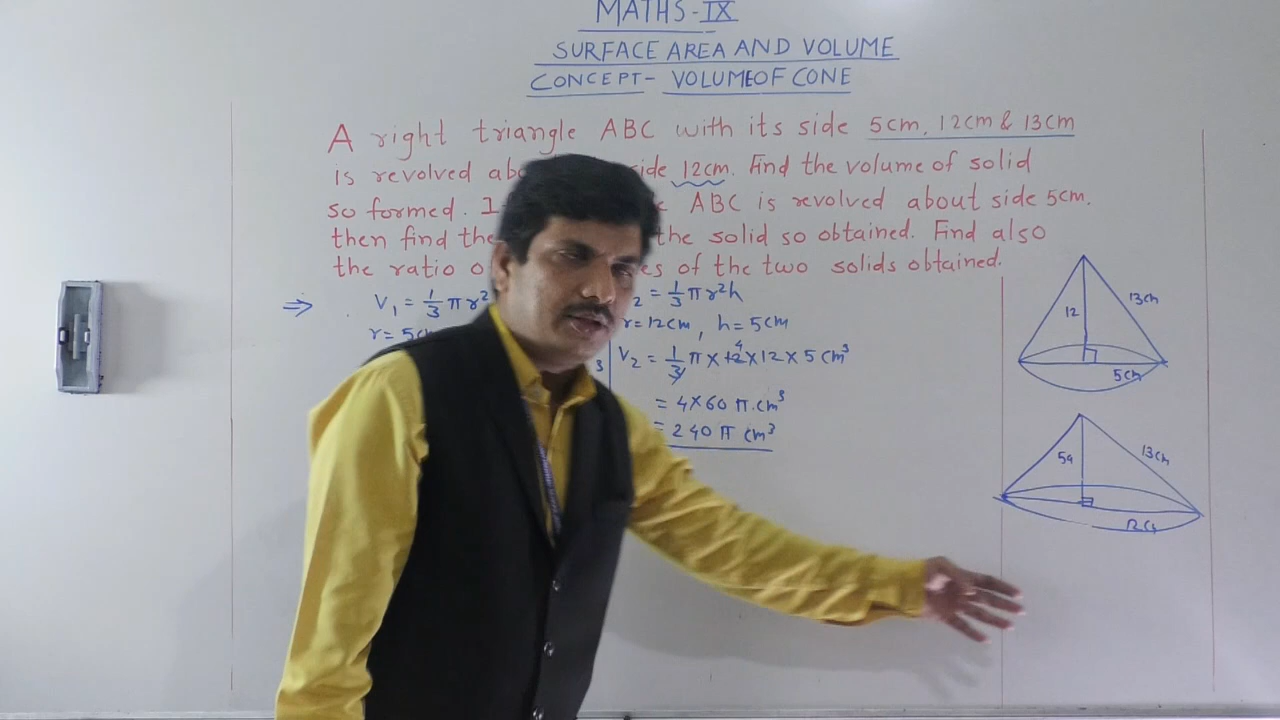 MATHS-IX
SURFACE AREA AND VOLUME
CONCEPT- VOLUME OF CONE
A right triangle ABC with its side 5cm, 12cm & 13cm
is revolved side 12cm. Find the volume of solid
so formed. ABC is revolved about side 5cm.
then find the the solid so obtained. Find also
the ratio of the two solids obtained.
⇒ V₁ = 1/3 πr²
r = 5cm
= 1/3 πr²h
r=12cm, h=5cm
V₂ = 1/3 π × 12 4 × 12 × 5 cm³
= 4×60 π.cm³
= 240 π cm³
12
13cm
5cm
13cm